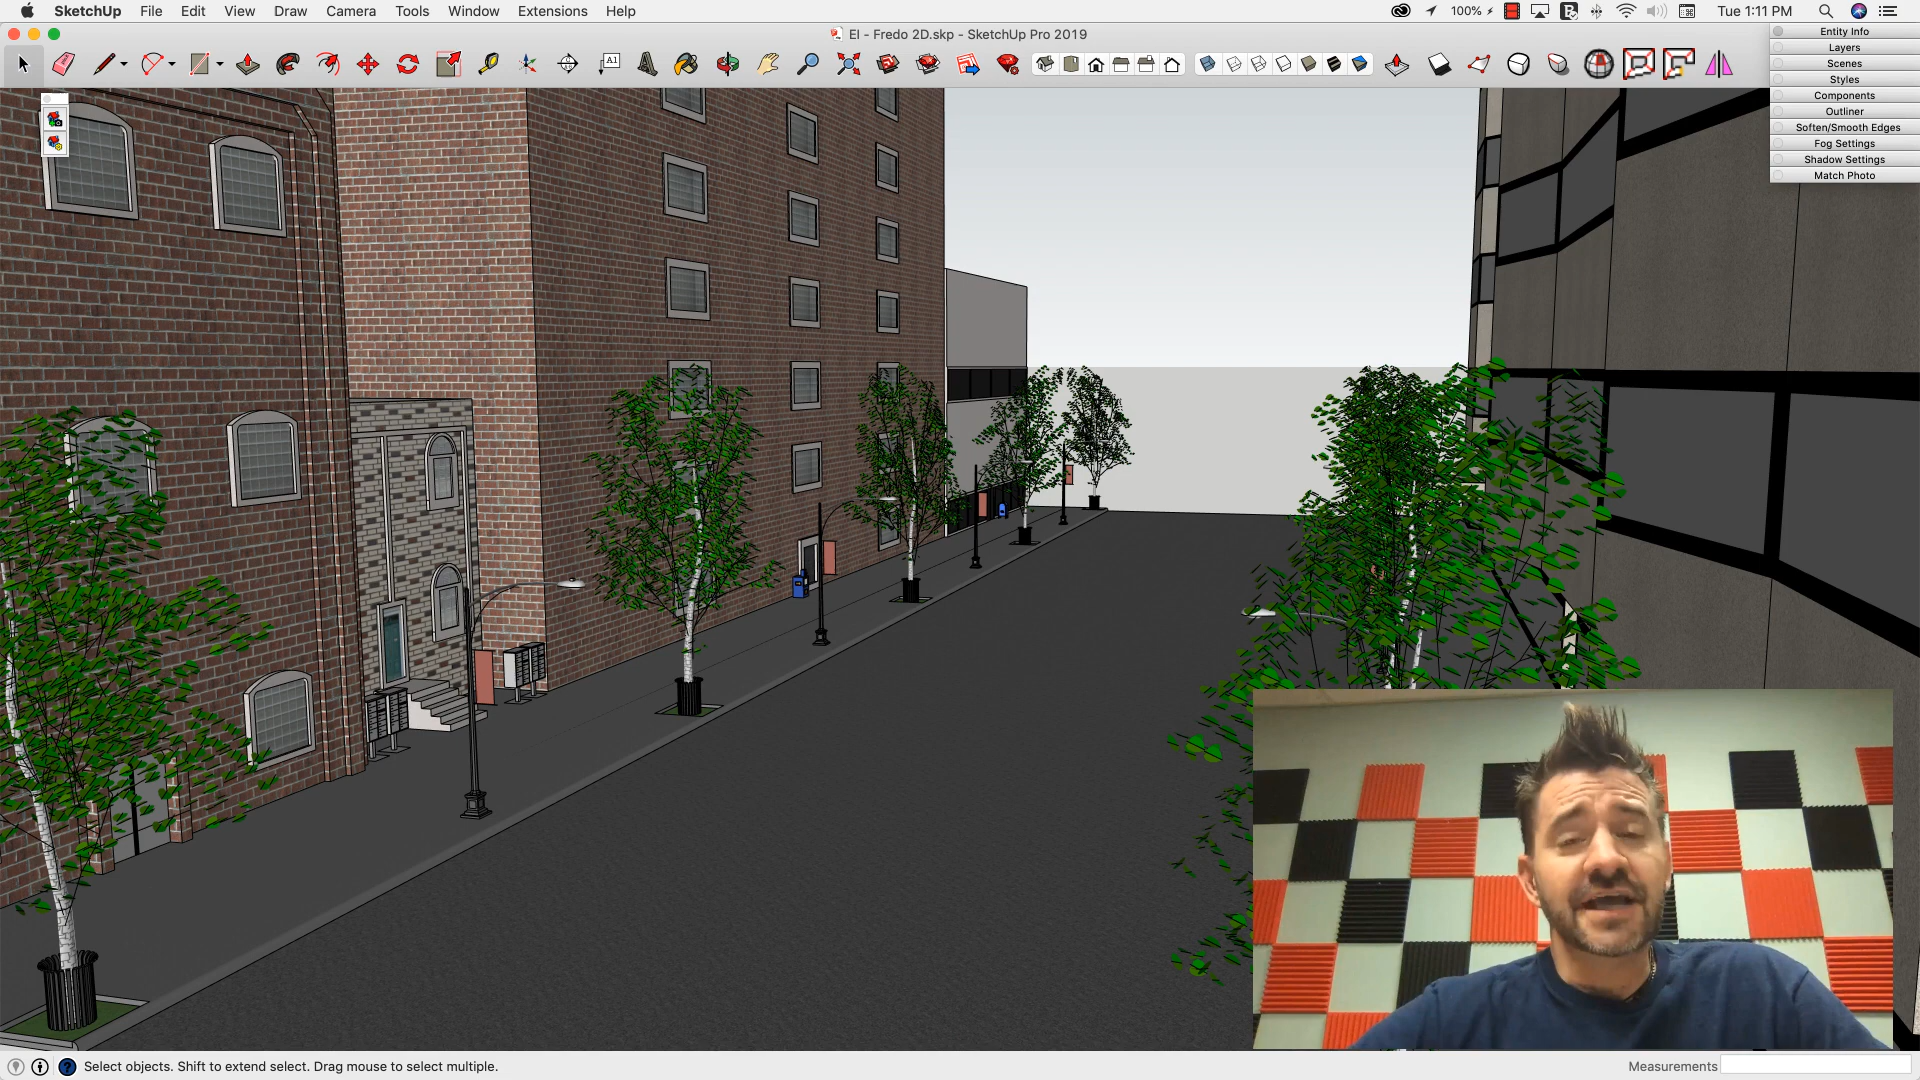 SketchUp File Edit View Draw Camera Tools Window Extensions Help
100% Tue 1:11 PM
EI - Fredo 2D.skp - SketchUp Pro 2019
A1
Entity Info
Layers
Scenes
Styles
Components
Outliner
Soften/Smooth Edges
Fog Settings
Shadow Settings
Match Photo
Select objects. Shift to extend select. Drag mouse to select multiple.
Measurements